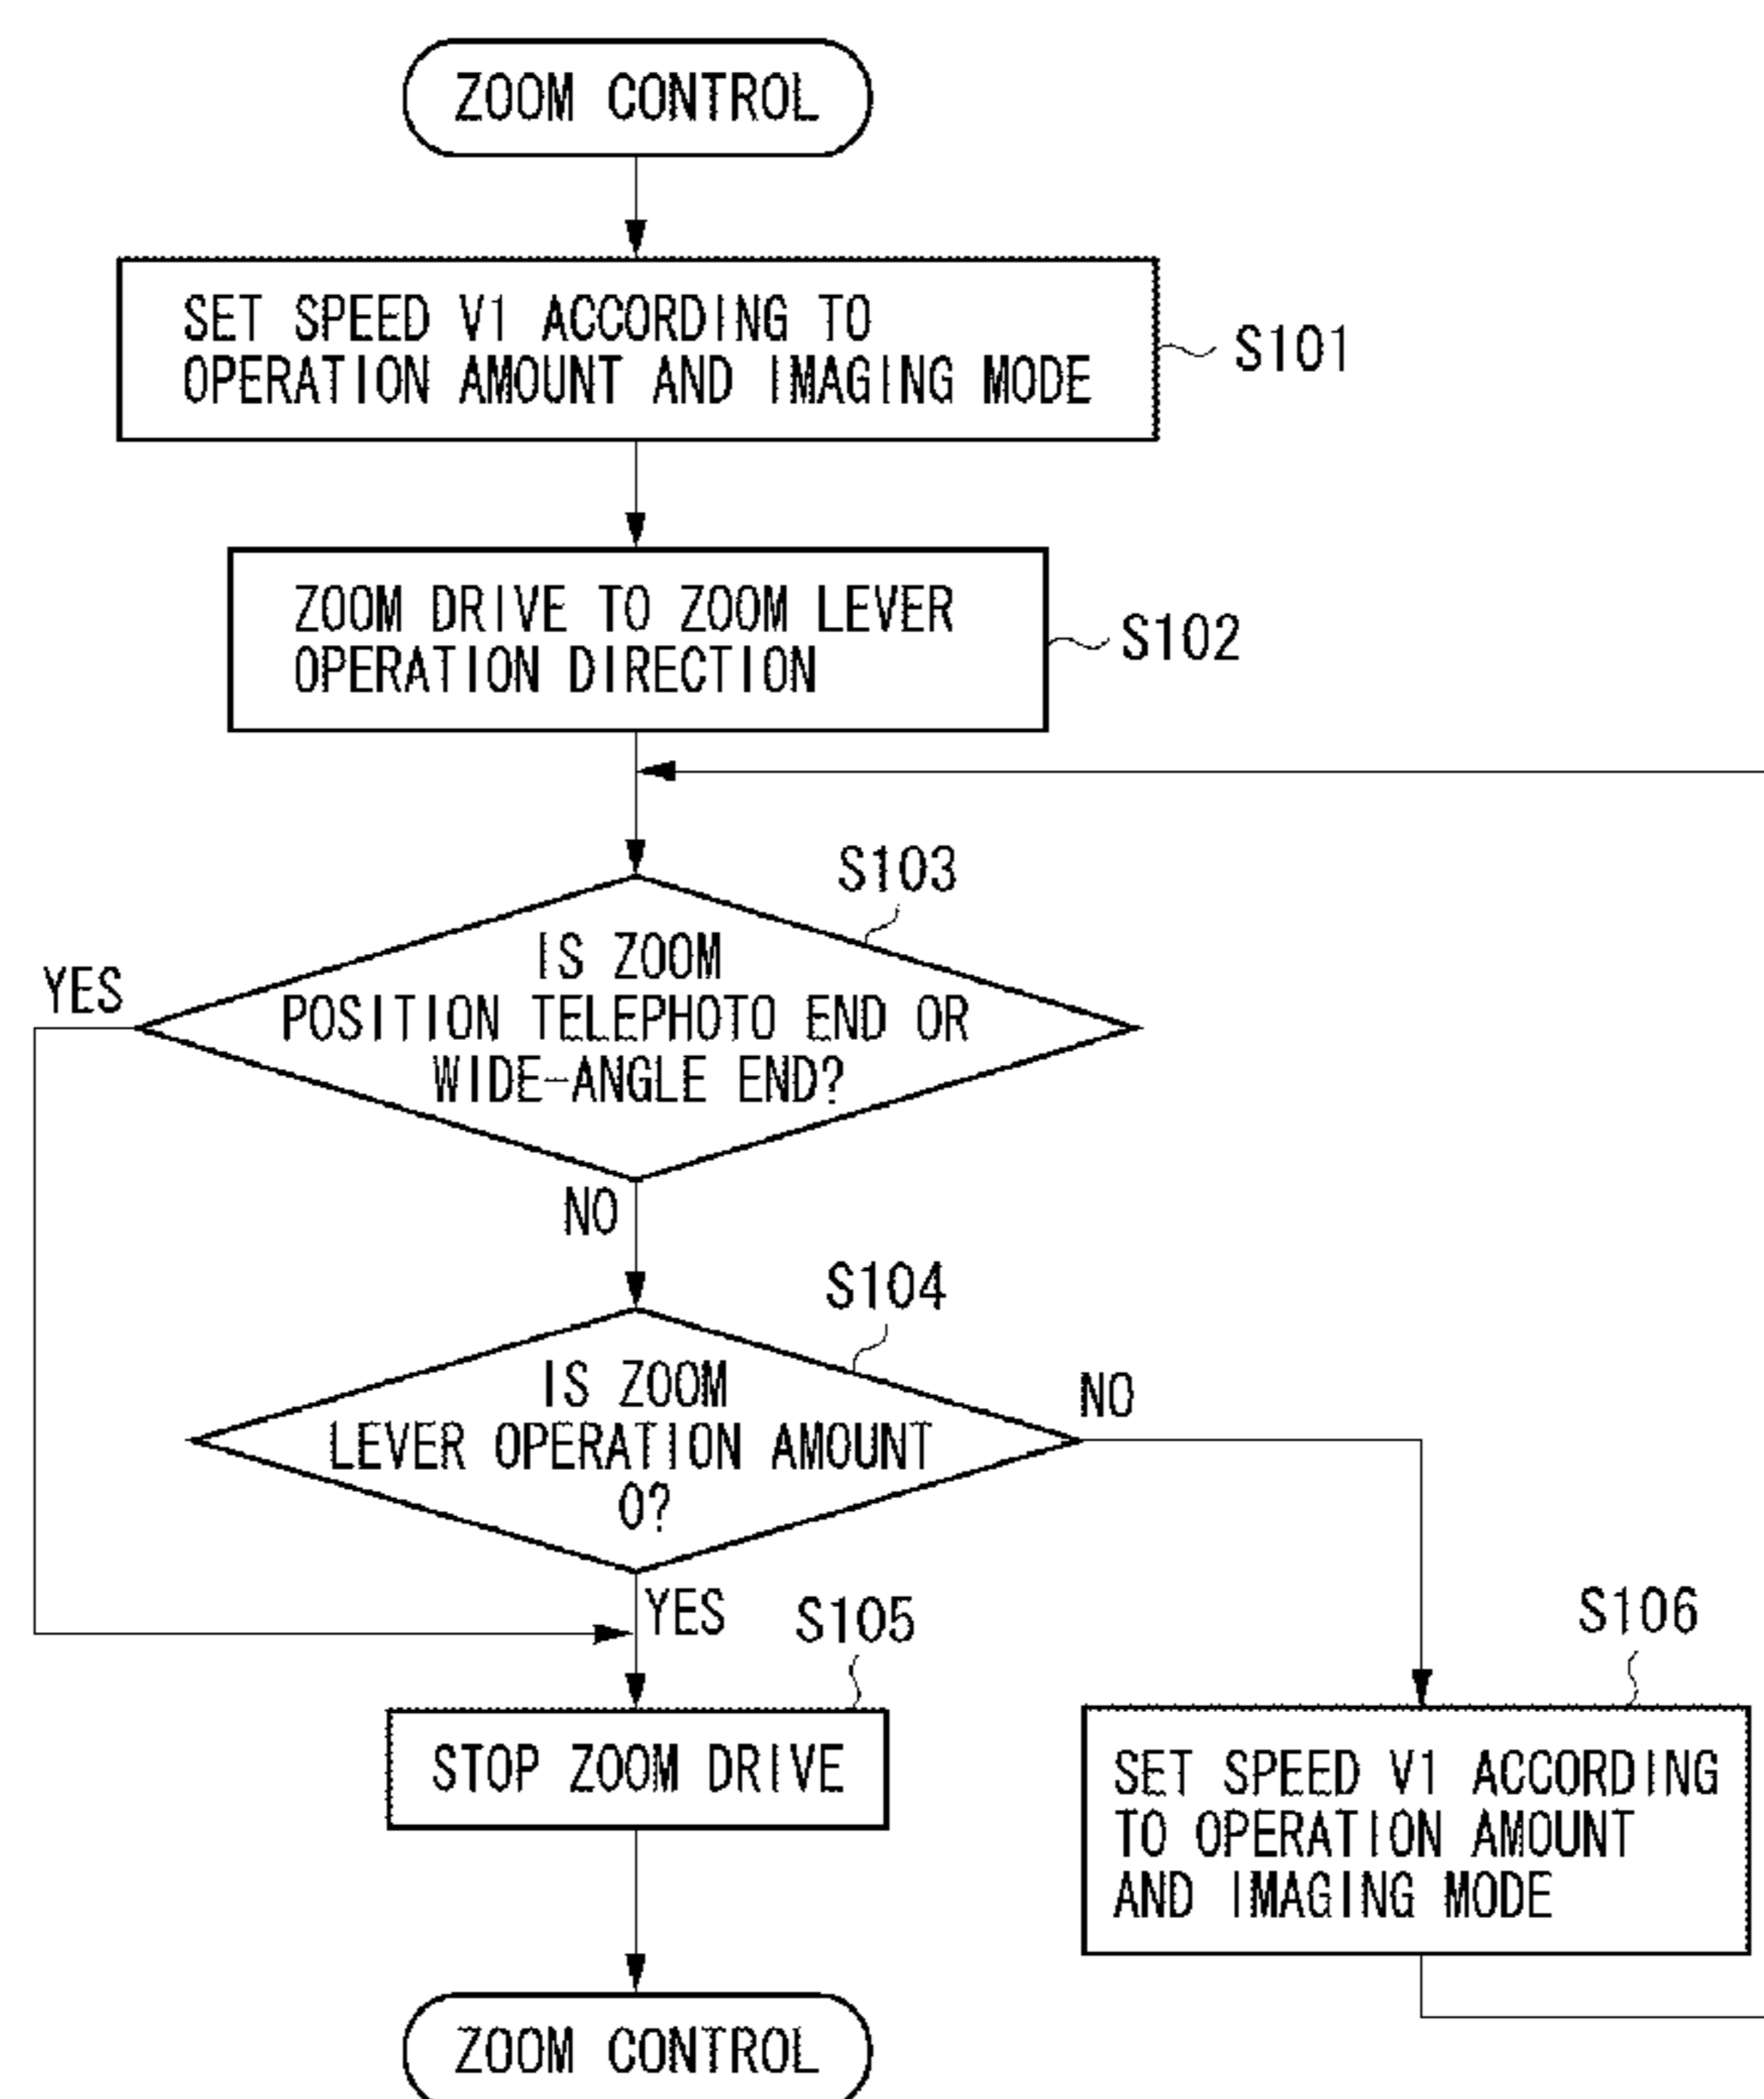 ZOOM CONTROL
SET SPEED V1 ACCORDING TO
OPERATION AMOUNT AND IMAGING MODE
S101
ZOOM DRIVE TO ZOOM LEVER
OPERATION DIRECTION
S102
S103
IS ZOOM
POSITION TELEPHOTO END OR
WIDE-ANGLE END?
YES
NO
S104
IS ZOOM
LEVER OPERATION AMOUNT
0?
NO
YES
S105
STOP ZOOM DRIVE
S106
SET SPEED V1 ACCORDING
TO OPERATION AMOUNT
AND IMAGING MODE
ZOOM CONTROL